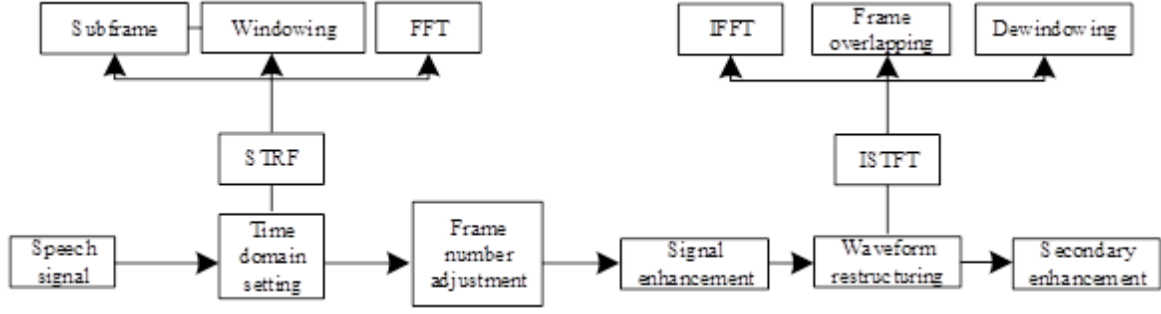 Subframe
Windowing
FFT
IFFT
Frame
overlapping
Dewindowing
STRF
ISTFT
Speech
signal
Time
domain
setting
Frame
number
adjustment
Signal
enhancement
Waveform
restructuring
Secondary
enhancement